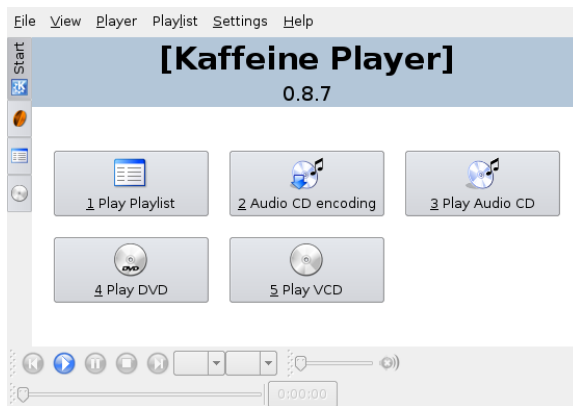 File View Player Playlist Settings Help
Start
[Kaffeine Player]
0.8.7
1 Play Playlist
2 Audio CD encoding
3 Play Audio CD
DVD
4 Play DVD
5 Play VCD
0:00:00